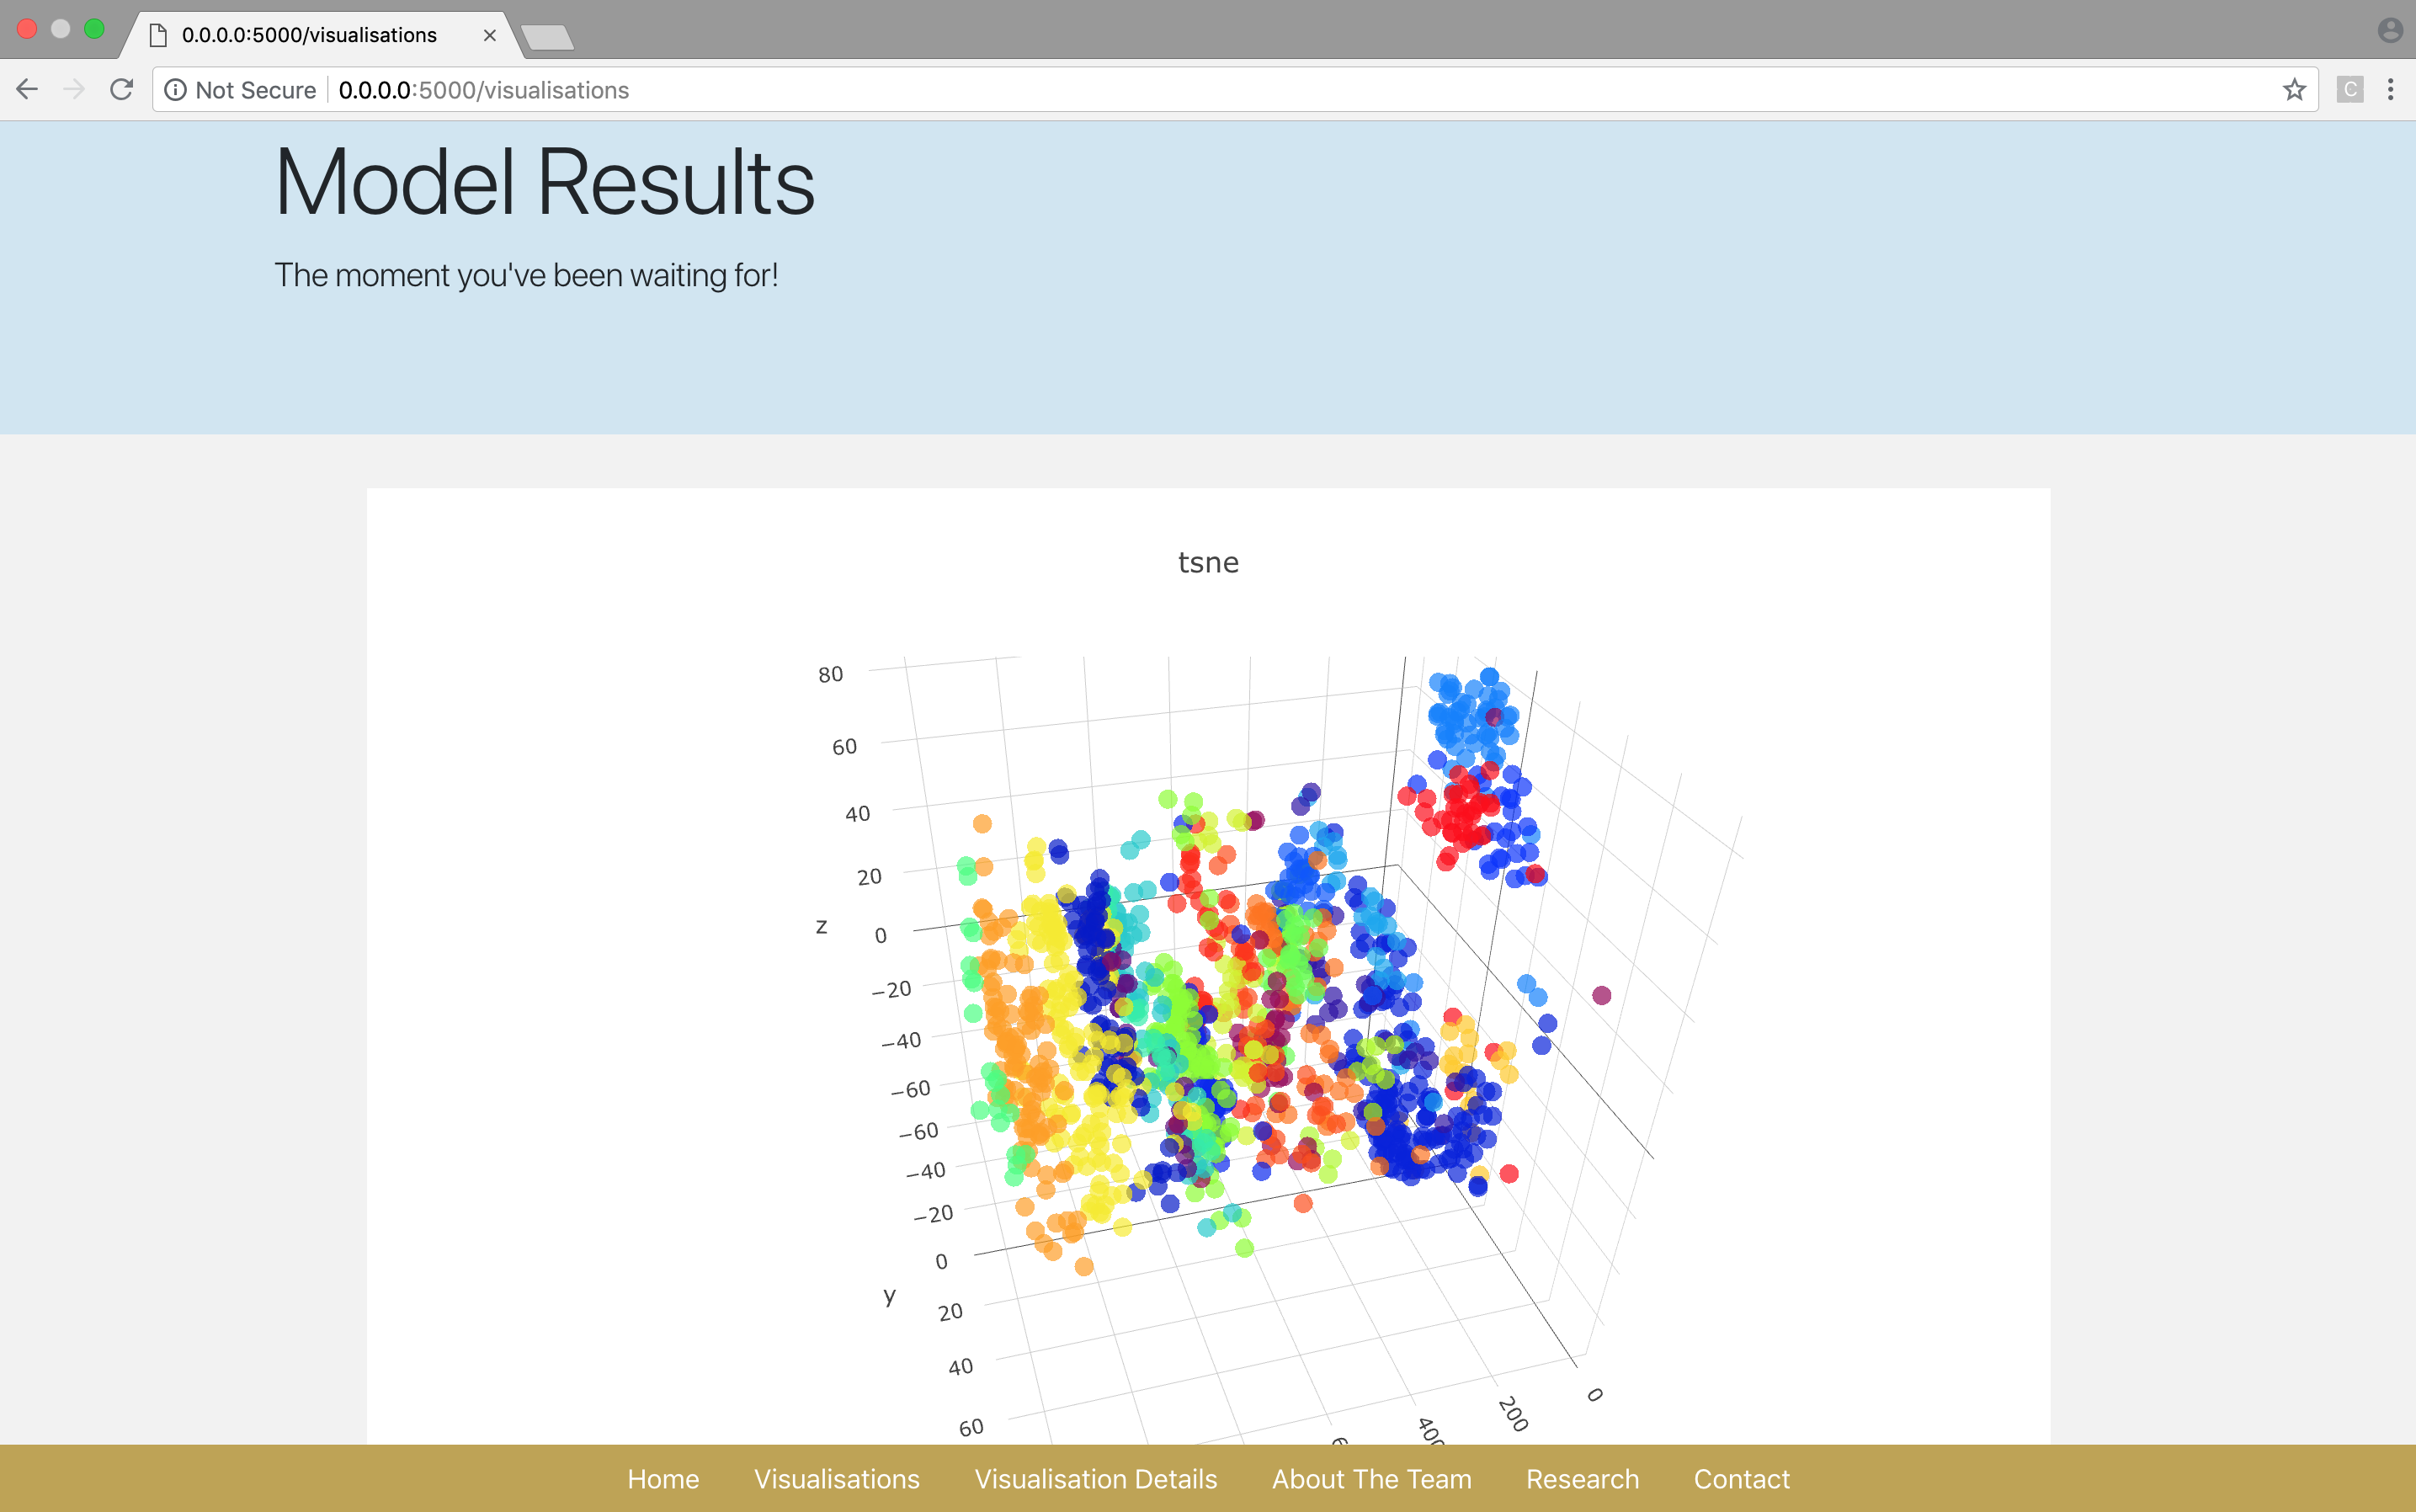 0.0.0.0:5000/visualisations
Not Secure 0.0.0.0:5000/visualisations
C
Model Results
The moment you've been waiting for!
tsne
80
60
40
20
z
0
−20
−40
−60
−60
−40
−20
0
y
20
40
60
0
200
400
Home Visualisations Visualisation Details About The Team Research Contact